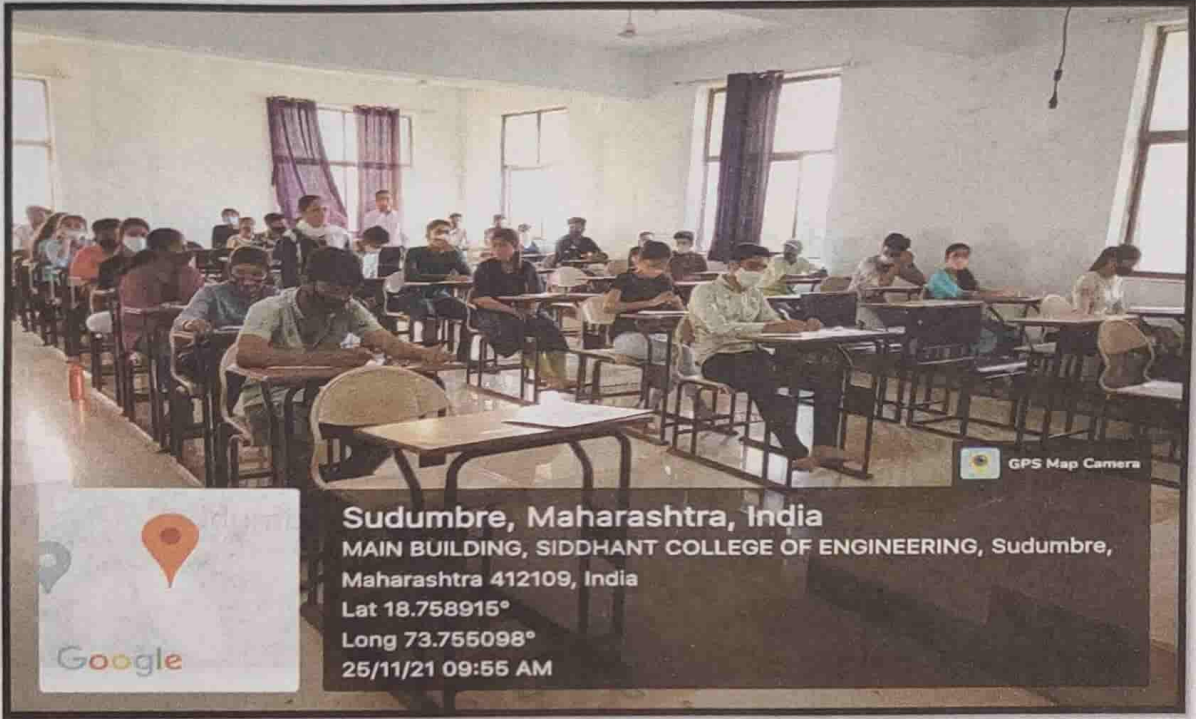 GPS Map Camera
Sudumbre, Maharashtra, India
MAIN BUILDING, SIDDHANT COLLEGE OF ENGINEERING, Sudumbre,
Maharashtra 412109, India
Lat 18.758915°
Long 73.755098°
25/11/21 09:55 AM
Google